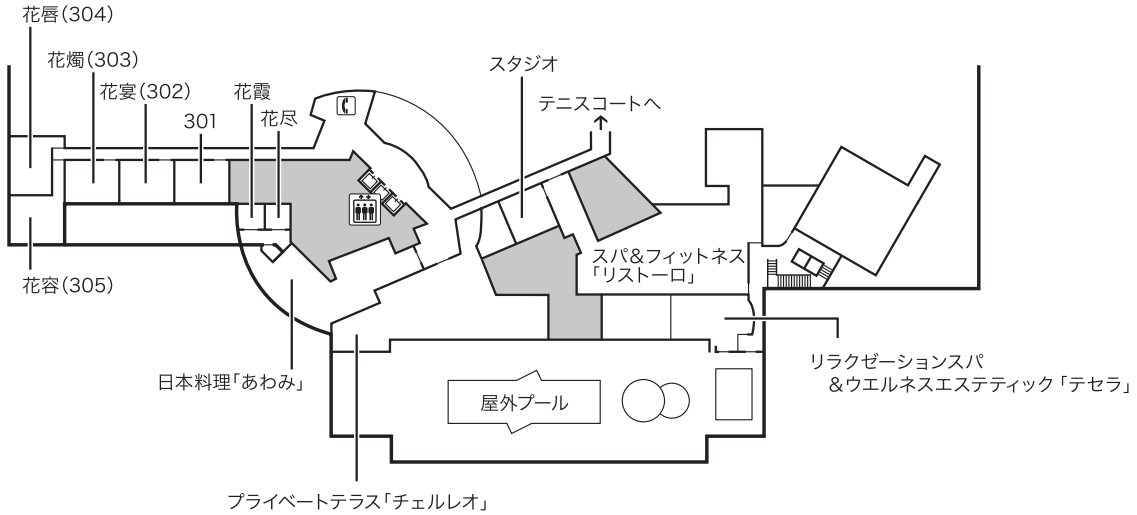 花唇(304)
花燭(303)
花宴(302)
301
花霞
花尽
スタジオ
テニスコートへ
スパ&フィットネス
「リストーロ」
花容(305)
日本料理「あわみ」
屋外プール
リラクゼーションスパ
&ウエルネスエステティック「テセラ」
プライベートテラス「チェルレオ」